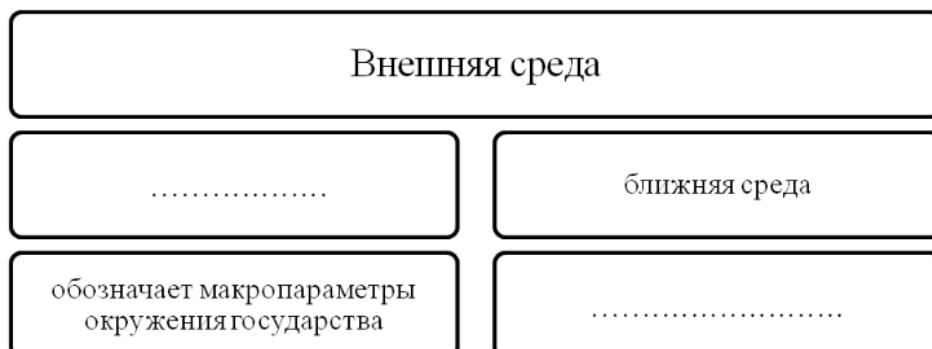 Внешняя среда
………………
ближняя среда
обозначает макропараметры
окружения государства
………………………